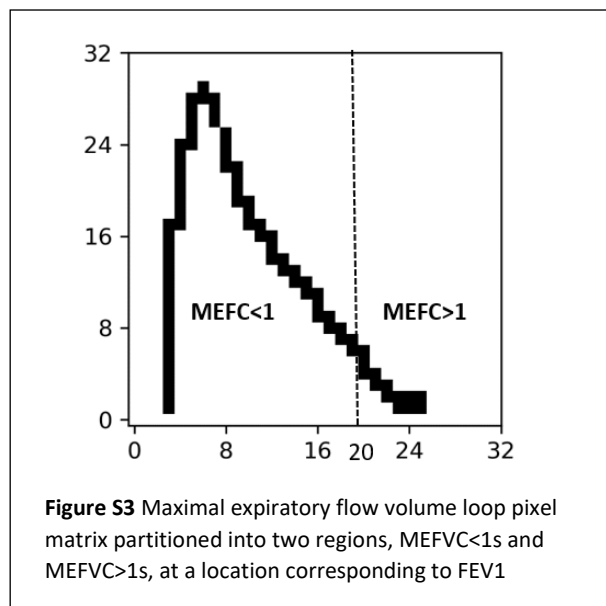 32
24
16
8
0
MEFC<1 MEFC>1
0 8 16 20 24 32
Figure S3 Maximal expiratory flow volume loop pixel
matrix partitioned into two regions, MEFVC<1s and
MEFVC>1s, at a location corresponding to FEV1